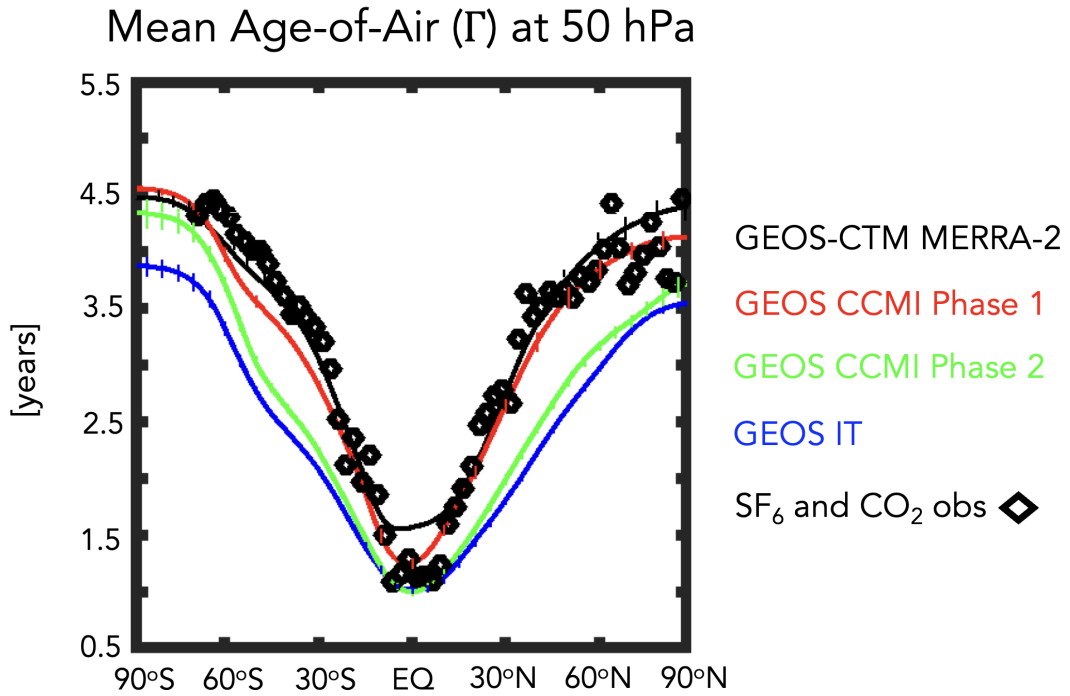 Mean Age-of-Air (Γ) at 50 hPa
5.5
4.5
3.5
2.5
1.5
0.5
[years]
90°S 60°S 30°S EQ 30°N 60°N 90°N
GEOS-CTM MERRA-2
GEOS CCMI Phase 1
GEOS CCMI Phase 2
GEOS IT
SF₆ and CO₂ obs